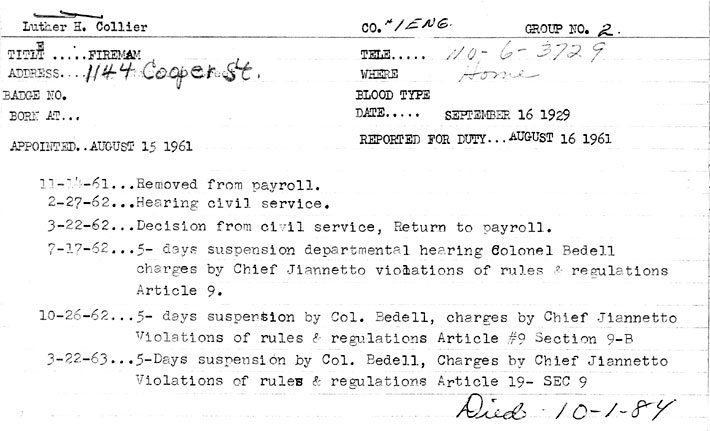 Luther H. Collier CO. #1ENG. GROUP NO. 2.
TITLE.....FIREMAN TELE..... NO-6-3729
ADDRESS....1144 Cooper St. WHERE Home
BADGE NO. BLOOD TYPE
BORN AT... DATE..... SEPTEMBER 16 1929
APPOINTED..AUGUST 15 1961 REPORTED FOR DUTY...AUGUST 16 1961
11-14-61...Removed from payroll.
2-27-62...Hearing civil service.
3-22-62...Decision from civil service, Return to payroll.
7-17-62...5- days suspension departmental hearing Colonel Bedell
charges by Chief Jiannetto violations of rules & regulations
Article 9.
10-26-62...5- days suspension by Col. Bedell, charges by Chief Jiannetto
Violations of rules & regulations Article #9 Section 9-B
3-22-63...5-Days suspension by Col. Bedell, Charges by Chief Jiannetto
Violations of rules & regulations Article 19- SEC 9
Died 10-1-84